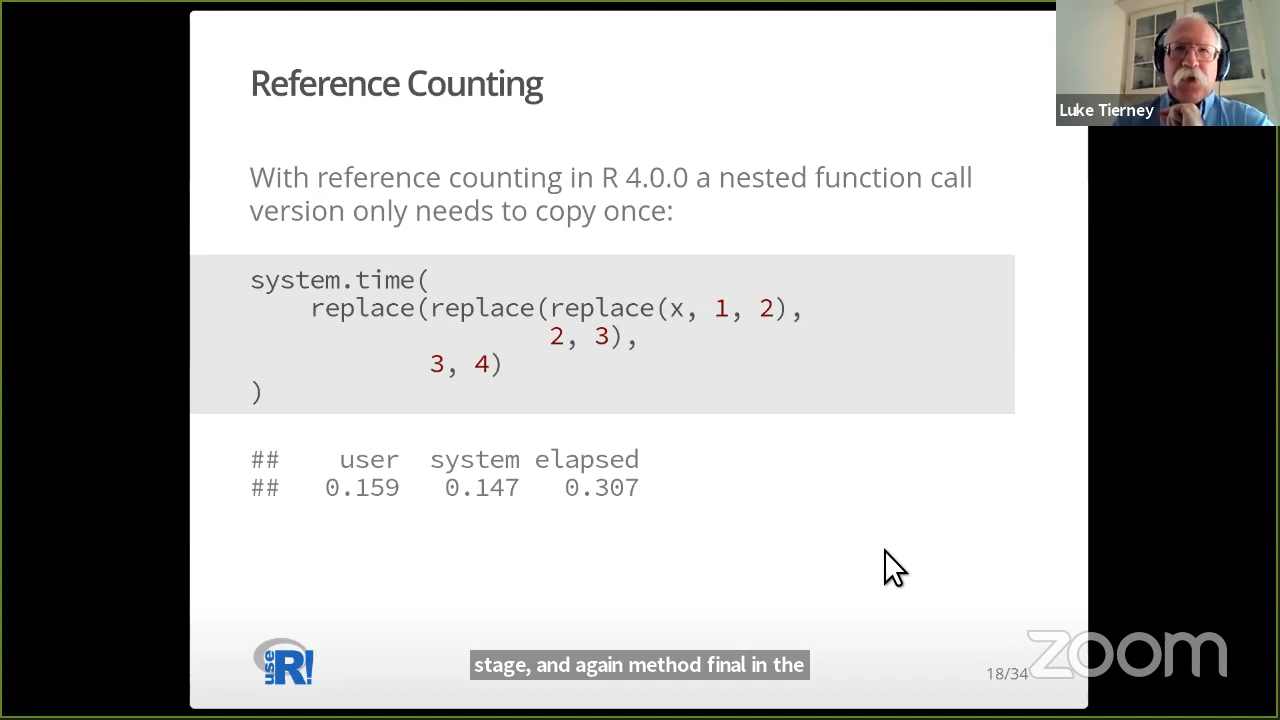 Reference Counting
Luke Tierney
With reference counting in R 4.0.0 a nested function call
version only needs to copy once:
system.time(
    replace(replace(replace(x, 1, 2),
                    2, 3),
            3, 4)
)
##    user  system elapsed
##   0.159   0.147   0.307
use R!
stage, and again method final in the
18/34
zoom